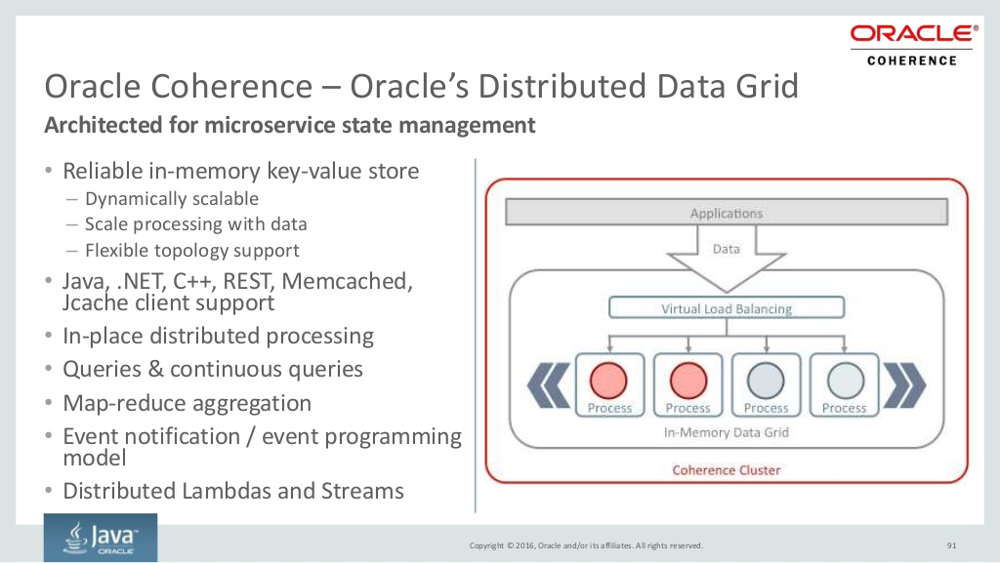 ORACLE®
COHERENCE
Oracle Coherence – Oracle’s Distributed Data Grid
Architected for microservice state management
• Reliable in-memory key-value store
– Dynamically scalable
– Scale processing with data
– Flexible topology support
• Java, .NET, C++, REST, Memcached,
Jcache client support
• In-place distributed processing
• Queries & continuous queries
• Map-reduce aggregation
• Event notification / event programming
model
• Distributed Lambdas and Streams
Applications
Data
Virtual Load Balancing
Process Process Process Process
In-Memory Data Grid
Coherence Cluster
Java™
ORACLE
Copyright © 2016, Oracle and/or its affiliates. All rights reserved.
91